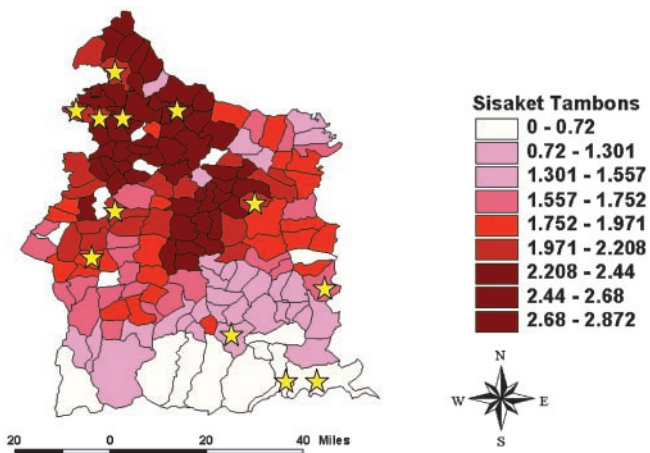 Sisaket Tambons
0 - 0.72
0.72 - 1.301
1.301 - 1.557
1.557 - 1.752
1.752 - 1.971
1.971 - 2.208
2.208 - 2.44
2.44 - 2.68
2.68 - 2.872
N
W E
S
20 0 20 40 Miles